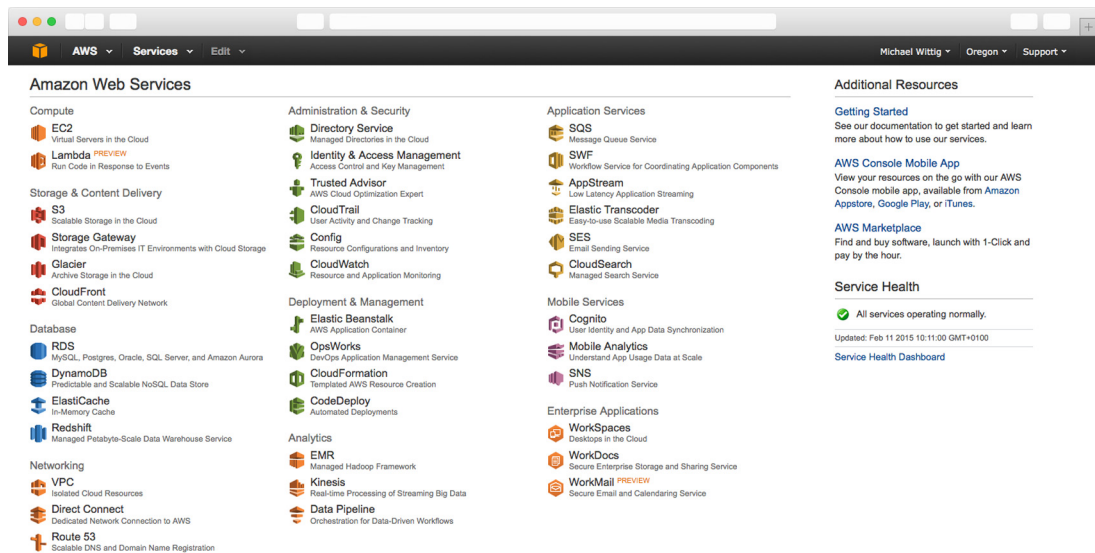 AWS Services Edit Michael Wittig Oregon Support
Amazon Web Services
Compute
EC2
Virtual Servers in the Cloud
Lambda PREVIEW
Run Code in Response to Events
Storage & Content Delivery
S3
Scalable Storage in the Cloud
Storage Gateway
Integrates On-Premises IT Environments with Cloud Storage
Glacier
Archive Storage in the Cloud
CloudFront
Global Content Delivery Network
Database
RDS
MySQL, Postgres, Oracle, SQL Server, and Amazon Aurora
DynamoDB
Predictable and Scalable NoSQL Data Store
ElastiCache
In-Memory Cache
Redshift
Managed Petabyte-Scale Data Warehouse Service
Networking
VPC
Isolated Cloud Resources
Direct Connect
Dedicated Network Connection to AWS
Route 53
Scalable DNS and Domain Name Registration
Administration & Security
Directory Service
Managed Directories in the Cloud
Identity & Access Management
Access Control and Key Management
Trusted Advisor
AWS Cloud Optimization Expert
CloudTrail
User Activity and Change Tracking
Config
Resource Configurations and Inventory
CloudWatch
Resource and Application Monitoring
Deployment & Management
Elastic Beanstalk
AWS Application Container
OpsWorks
DevOps Application Management Service
CloudFormation
Templated AWS Resource Creation
CodeDeploy
Automated Deployments
Analytics
EMR
Managed Hadoop Framework
Kinesis
Real-time Processing of Streaming Big Data
Data Pipeline
Orchestration for Data-Driven Workflows
Application Services
SQS
Message Queue Service
SWF
Workflow Service for Coordinating Application Components
AppStream
Low Latency Application Streaming
Elastic Transcoder
Easy-to-use Scalable Media Transcoding
SES
Email Sending Service
CloudSearch
Managed Search Service
Mobile Services
Cognito
User Identity and App Data Synchronization
Mobile Analytics
Understand App Usage Data at Scale
SNS
Push Notification Service
Enterprise Applications
WorkSpaces
Desktops in the Cloud
WorkDocs
Secure Enterprise Storage and Sharing Service
WorkMail PREVIEW
Secure Email and Calendaring Service
Additional Resources
Getting Started
See our documentation to get started and learn
more about how to use our services.
AWS Console Mobile App
View your resources on the go with our AWS
Console mobile app, available from Amazon
Appstore, Google Play, or iTunes.
AWS Marketplace
Find and buy software, launch with 1-Click and
pay by the hour.
Service Health
All services operating normally.
Updated: Feb 11 2015 10:11:00 GMT+0100
Service Health Dashboard